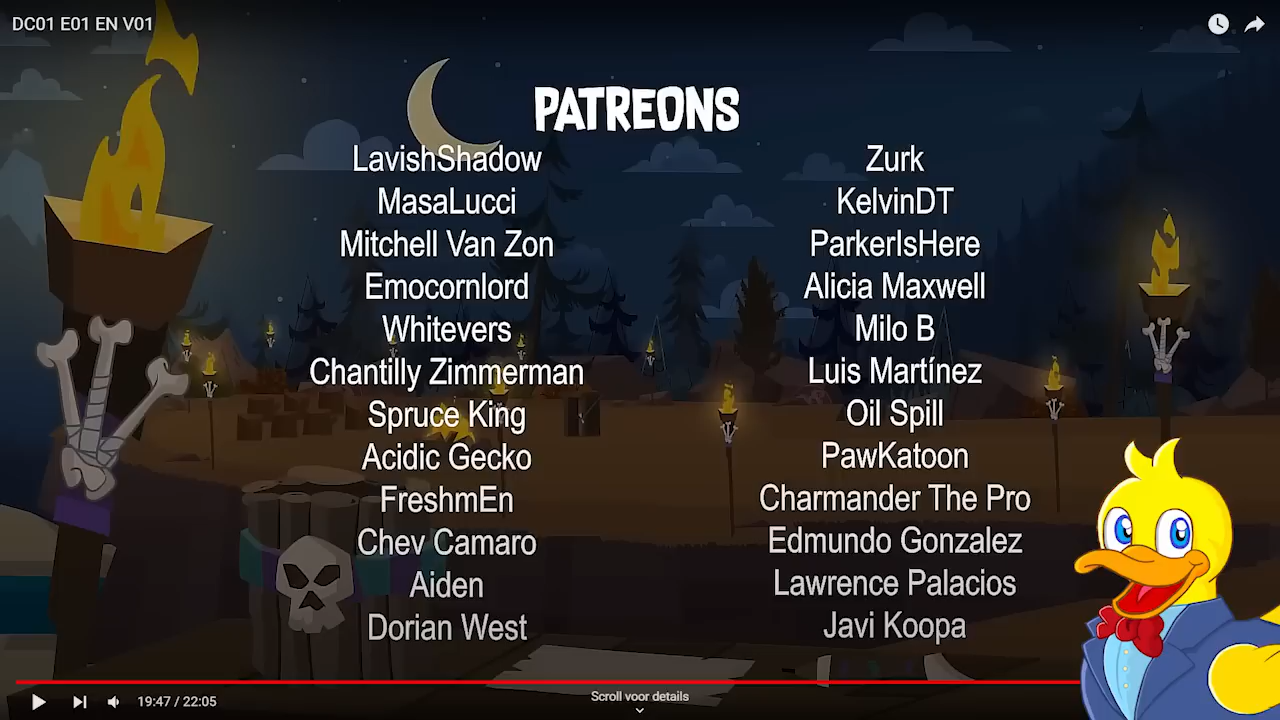 DC01 E01 EN V01
PATREONS
LavishShadow
MasaLucci
Mitchell Van Zon
Emocornlord
Whitevers
Chantilly Zimmerman
Spruce King
Acidic Gecko
FreshmEn
Chev Camaro
Aiden
Dorian West
Zurk
KelvinDT
ParkerIsHere
Alicia Maxwell
Milo B
Luis Martínez
Oil Spill
PawKatoon
Charmander The Pro
Edmundo Gonzalez
Lawrence Palacios
Javi Koopa
19:47 / 22:05
Scroll voor details